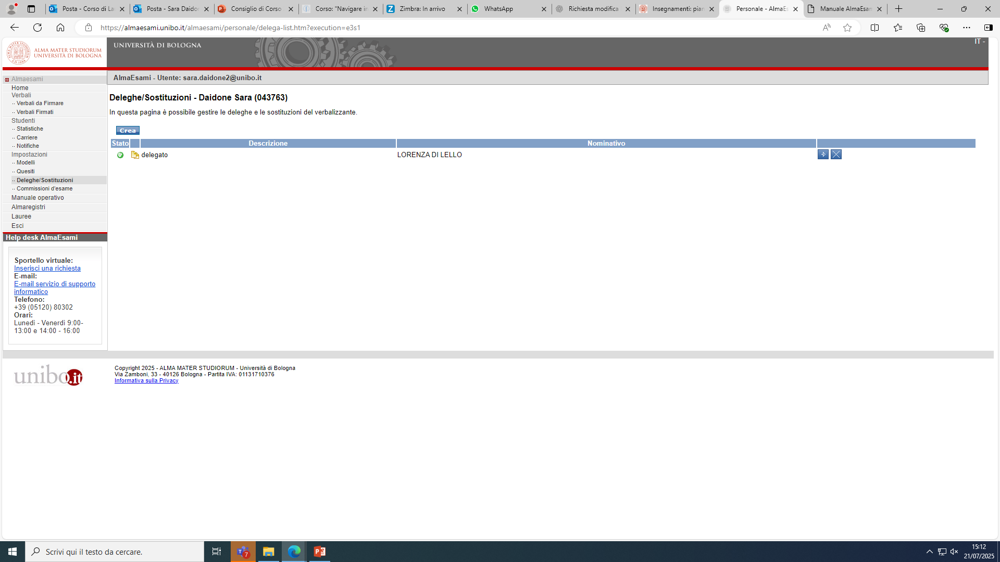 Posta - Corso di La
Posta - Sara Daido
Consiglio di Corso
Corso: "Navigare in
Zimbra: In arrivo
WhatsApp
Richiesta modifica
Insegnamenti: pian
Personale - AlmaEs
Manuale AlmaEsan
https://almaesami.unibo.it/almaesami/personale/delega-list.htm?execution=e3s1
ALMA MATER STUDIORUM
UNIVERSITÀ DI BOLOGNA
UNIVERSITÀ DI BOLOGNA
IT -
Almaesami
Home
Verbali
·· Verbali da Firmare
·· Verbali Firmati
Studenti
·· Statistiche
·· Carriere
·· Notifiche
Impostazioni
·· Modelli
·· Quesiti
·· Deleghe/Sostituzioni
·· Commissioni d'esame
Manuale operativo
Almaregistri
Lauree
Esci
Help desk AlmaEsami
Sportello virtuale:
Inserisci una richiesta
E-mail:
E-mail servizio di supporto
informatico
Telefono:
+39 (05120) 80302
Orari:
Lunedì - Venerdì 9:00-
13:00 e 14:00 - 16:00
AlmaEsami - Utente: sara.daidone2@unibo.it
Deleghe/Sostituzioni - Daidone Sara (043763)
In questa pagina è possibile gestire le deleghe e le sostituzioni del verbalizzante.
Crea
Stato Descrizione Nominativo
delegato LORENZA DI LELLO
unibo.it
Copyright 2025 - ALMA MATER STUDIORUM - Università di Bologna
Via Zamboni, 33 - 40126 Bologna - Partita IVA: 01131710376
Informativa sulla Privacy
Scrivi qui il testo da cercare.
7
15:12
21/07/2025